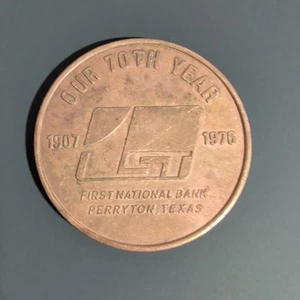 OUR 70TH YEAR
1907 1976
1ST
FIRST NATIONAL BANK
PERRYTON, TEXAS